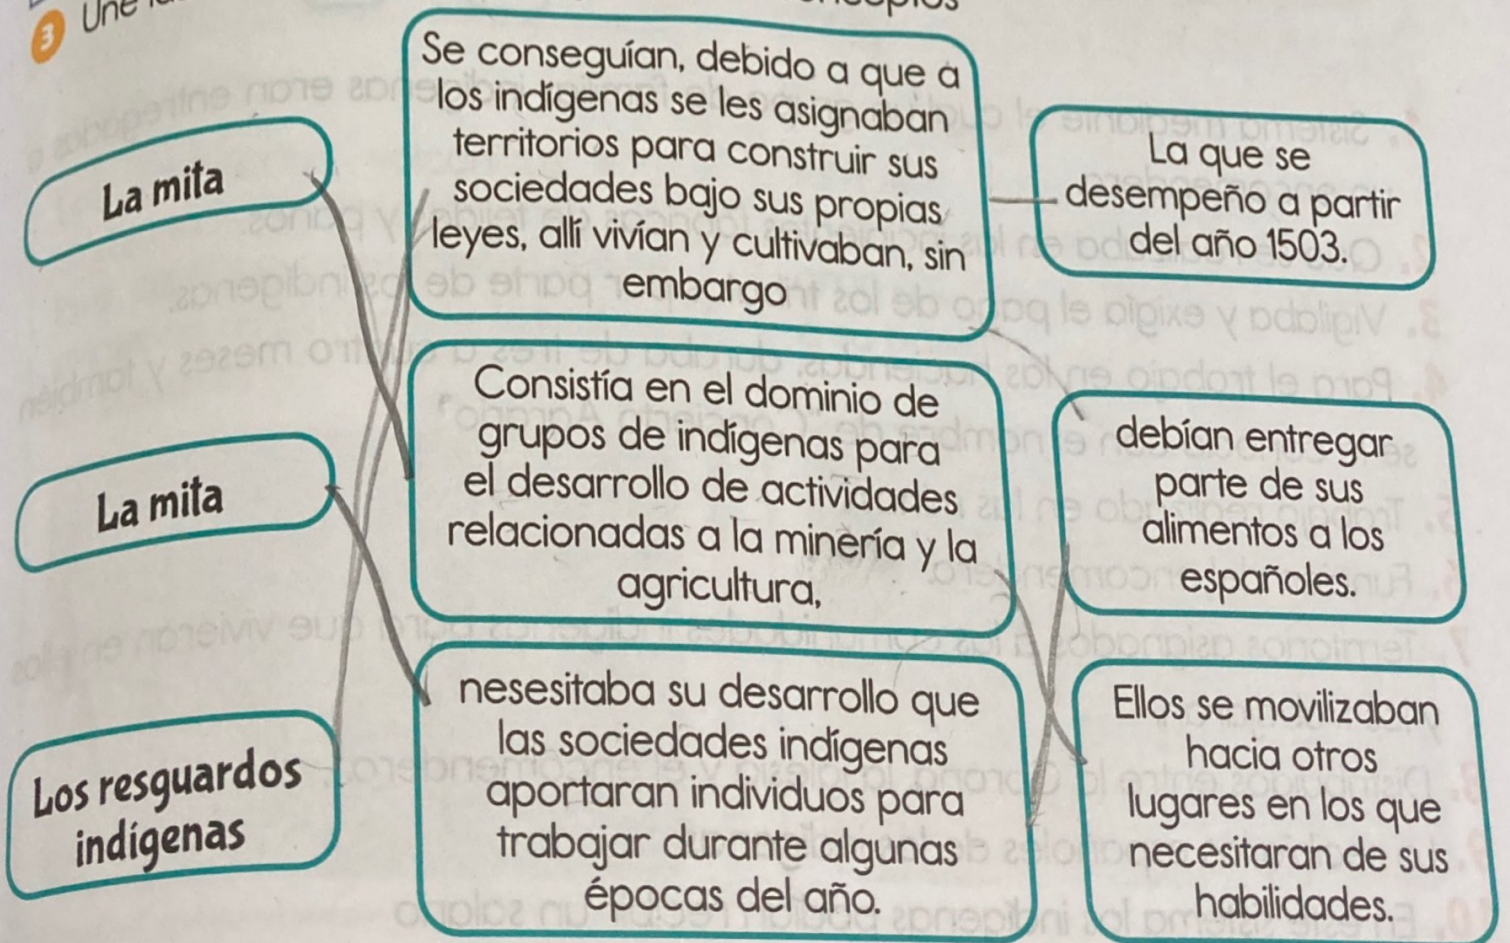 3 Une
La mita
La mita
Los resguardos
indígenas
Se conseguían, debido a que a
los indígenas se les asignaban
territorios para construir sus
sociedades bajo sus propias
leyes, allí vivían y cultivaban, sin
embargo
Consistía en el dominio de
grupos de indígenas para
el desarrollo de actividades
relacionadas a la minería y la
agricultura,
nesesitaba su desarrollo que
las sociedades indígenas
aportaran individuos para
trabajar durante algunas
épocas del año.
La que se
desempeño a partir
del año 1503.
debían entregar
parte de sus
alimentos a los
españoles.
Ellos se movilizaban
hacia otros
lugares en los que
necesitaran de sus
habilidades.